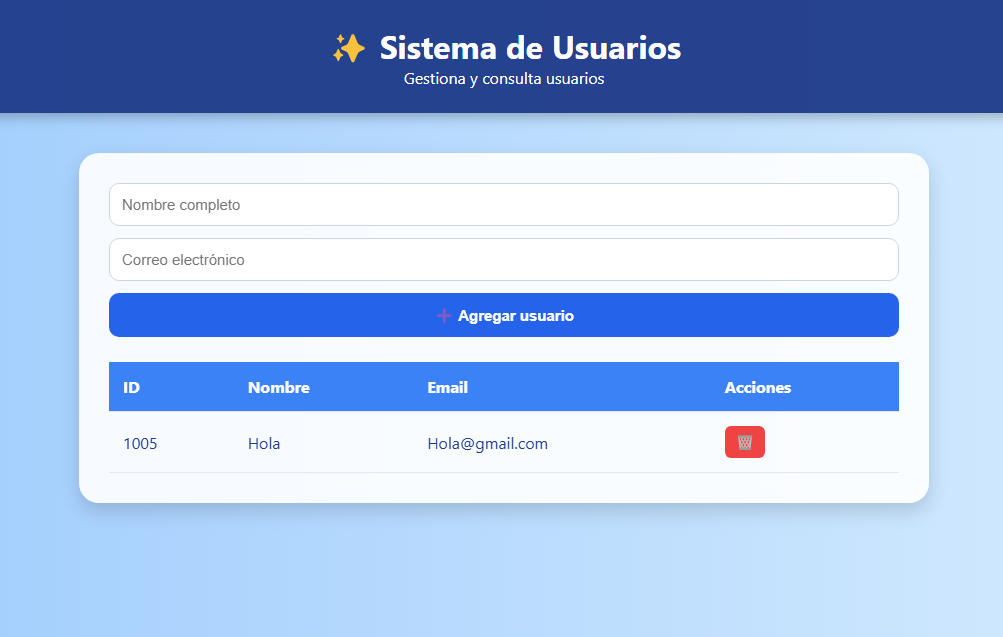 ✨ Sistema de Usuarios
Gestiona y consulta usuarios
Nombre completo
Correo electrónico
➕ Agregar usuario
ID Nombre Email Acciones
1005 Hola Hola@gmail.com 🗑️